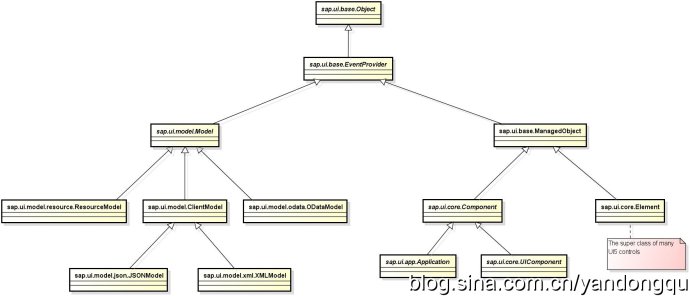 sap.ui.base.Object
sap.ui.base.EventProvider
sap.ui.model.Model
sap.ui.base.ManagedObject
sap.ui.model.resource.ResourceModel
sap.ui.model.ClientModel
sap.ui.model.odata.ODataModel
sap.ui.core.Component
sap.ui.core.Element
The super class of many
UI5 controls
sap.ui.model.json.JSONModel
sap.ui.model.xml.XMLModel
sap.ui.app.Application
sap.ui.core.UIComponent
blog.sina.com.cn/yandongqu